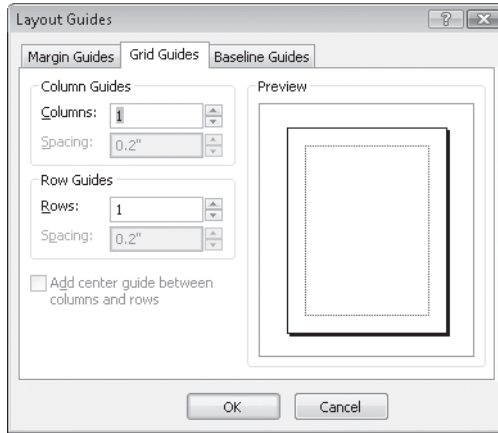 Layout Guides
Margin Guides Grid Guides Baseline Guides
Column Guides
Columns: 1
Spacing: 0.2"
Row Guides
Rows: 1
Spacing: 0.2"
Add center guide between
columns and rows
Preview
OK Cancel